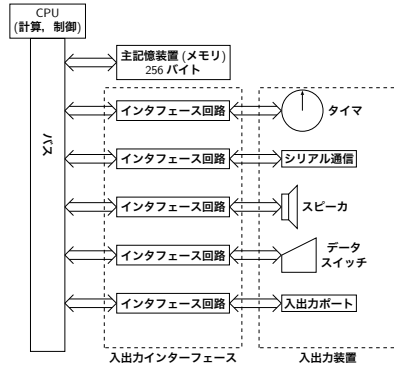 CPU
(計算，制御)
主記憶装置 (メモリ)
256 バイト
バス
インタフェース回路
タイマ
インタフェース回路
シリアル通信
インタフェース回路
スピーカ
インタフェース回路
データ
スイッチ
インタフェース回路
入出力ポート
入出力インターフェース
入出力装置